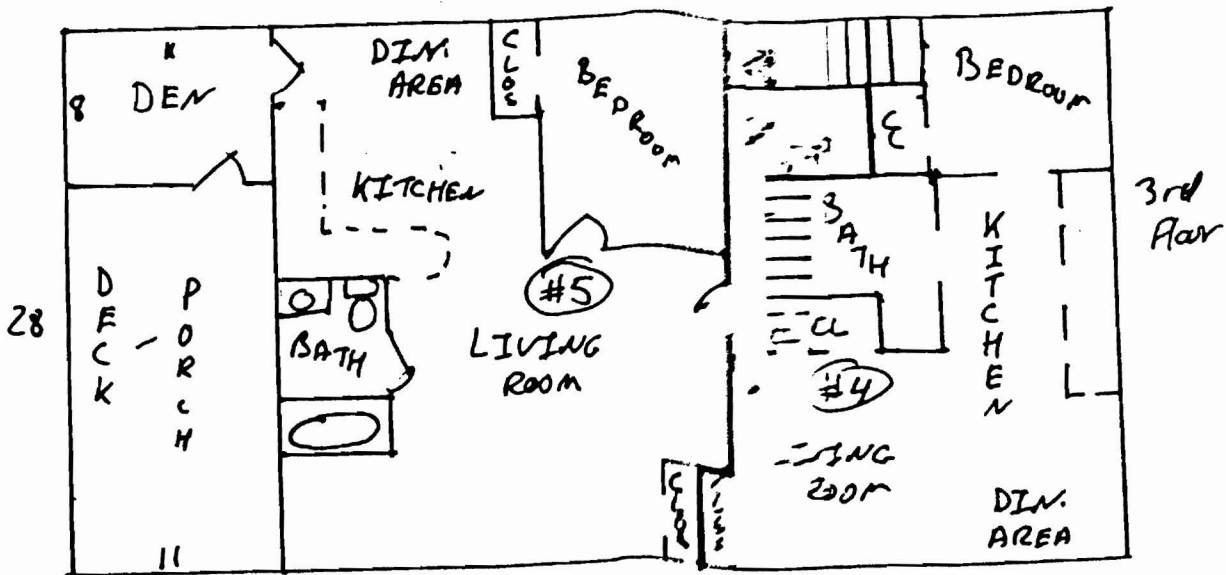 DEN
8
DIN.
AREA
CLOS
BEDROOM
BEDROOM
KITCHEN
3rd
Floor
DECK - PORCH
28
11
BATH
#5
LIVING
ROOM
BATH
CL
#4
KITCHEN
DIN.
AREA